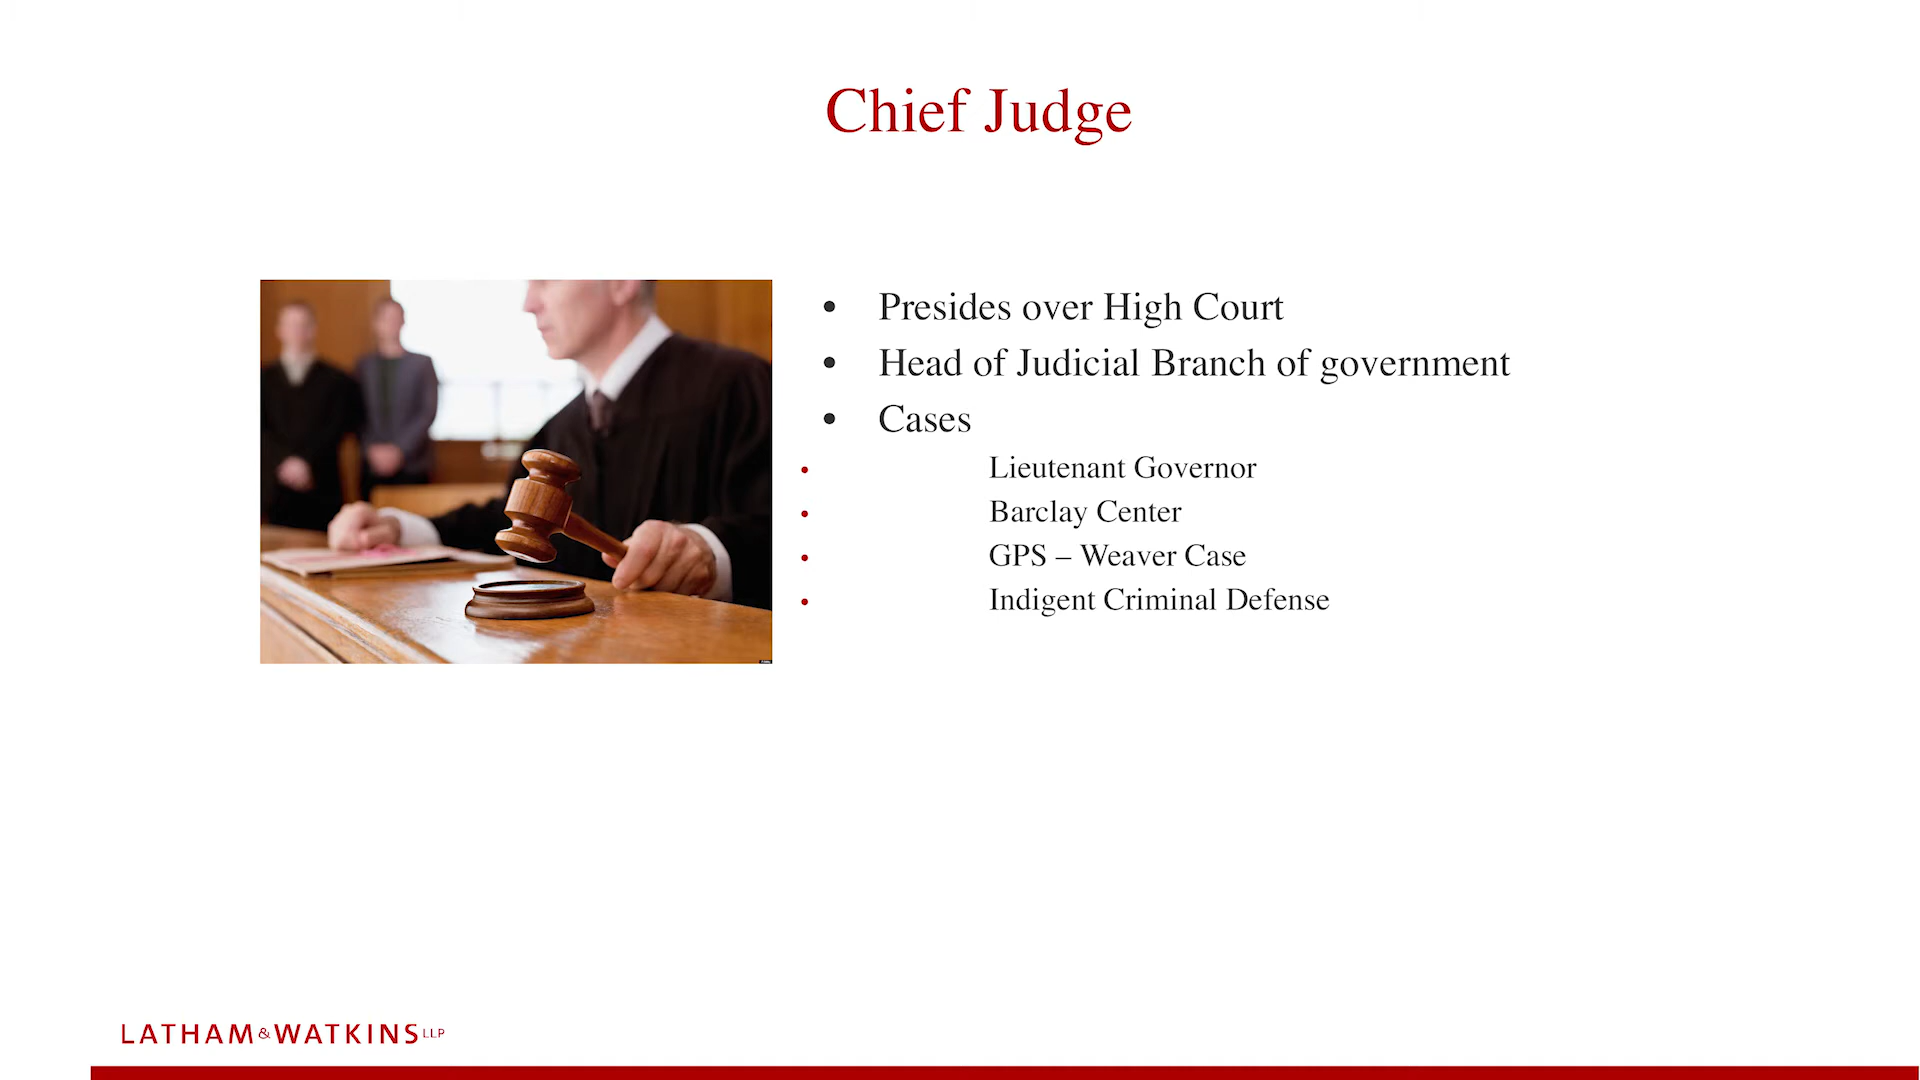 Chief Judge
• Presides over High Court
• Head of Judicial Branch of government
• Cases
• Lieutenant Governor
• Barclay Center
• GPS – Weaver Case
• Indigent Criminal Defense
LATHAM&WATKINS LLP